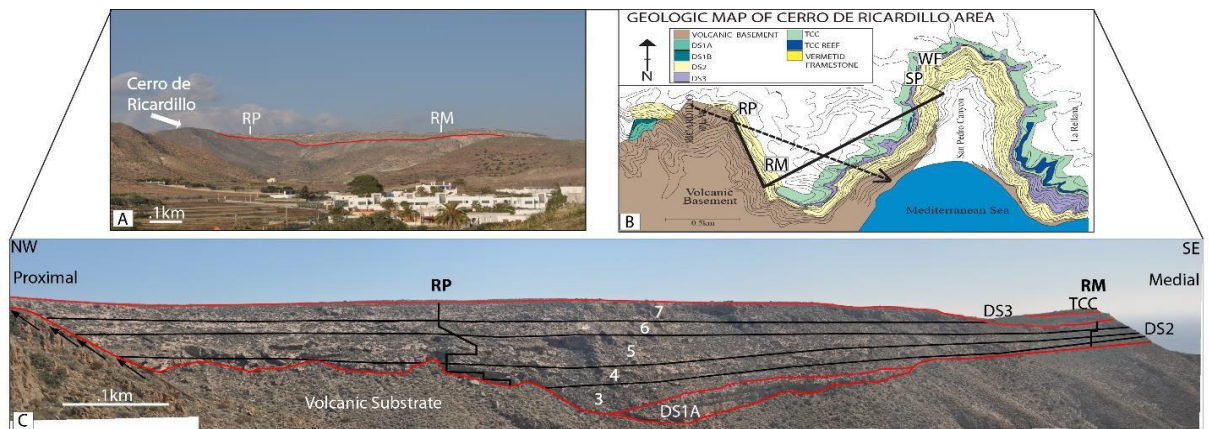 Cerro de
Ricardillo
RP
RM
.1km
A
GEOLOGIC MAP OF CERRO DE RICARDILLO AREA
VOLCANIC BASEMENT
DS1A
DS1B
DS2
DS3
TCC
TCC REEF
VERMETID
FRAMESTONE
N
WF
SP
RP
RM
RICARDILLO
San Pedro Canyon
La Rellana
Volcanic
Basement
0.5km
Mediterranean Sea
B
NW
SE
Proximal
Medial
RP
RM
TCC
DS3
DS2
7
6
5
4
3
DS1A
Volcanic Substrate
.1km
C